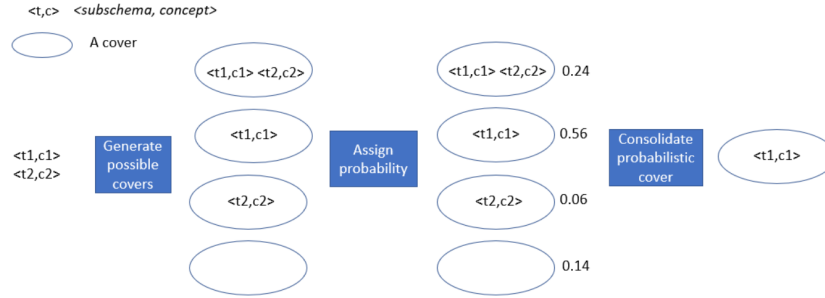 <t,c> <subschema, concept>
A cover
<t1,c1>
<t2,c2>
Generate
possible
covers
<t1,c1> <t2,c2>
<t1,c1>
<t2,c2>
Assign
probability
<t1,c1> <t2,c2> 0.24
<t1,c1> 0.56
<t2,c2> 0.06
0.14
Consolidate
probabilistic
cover
<t1,c1>